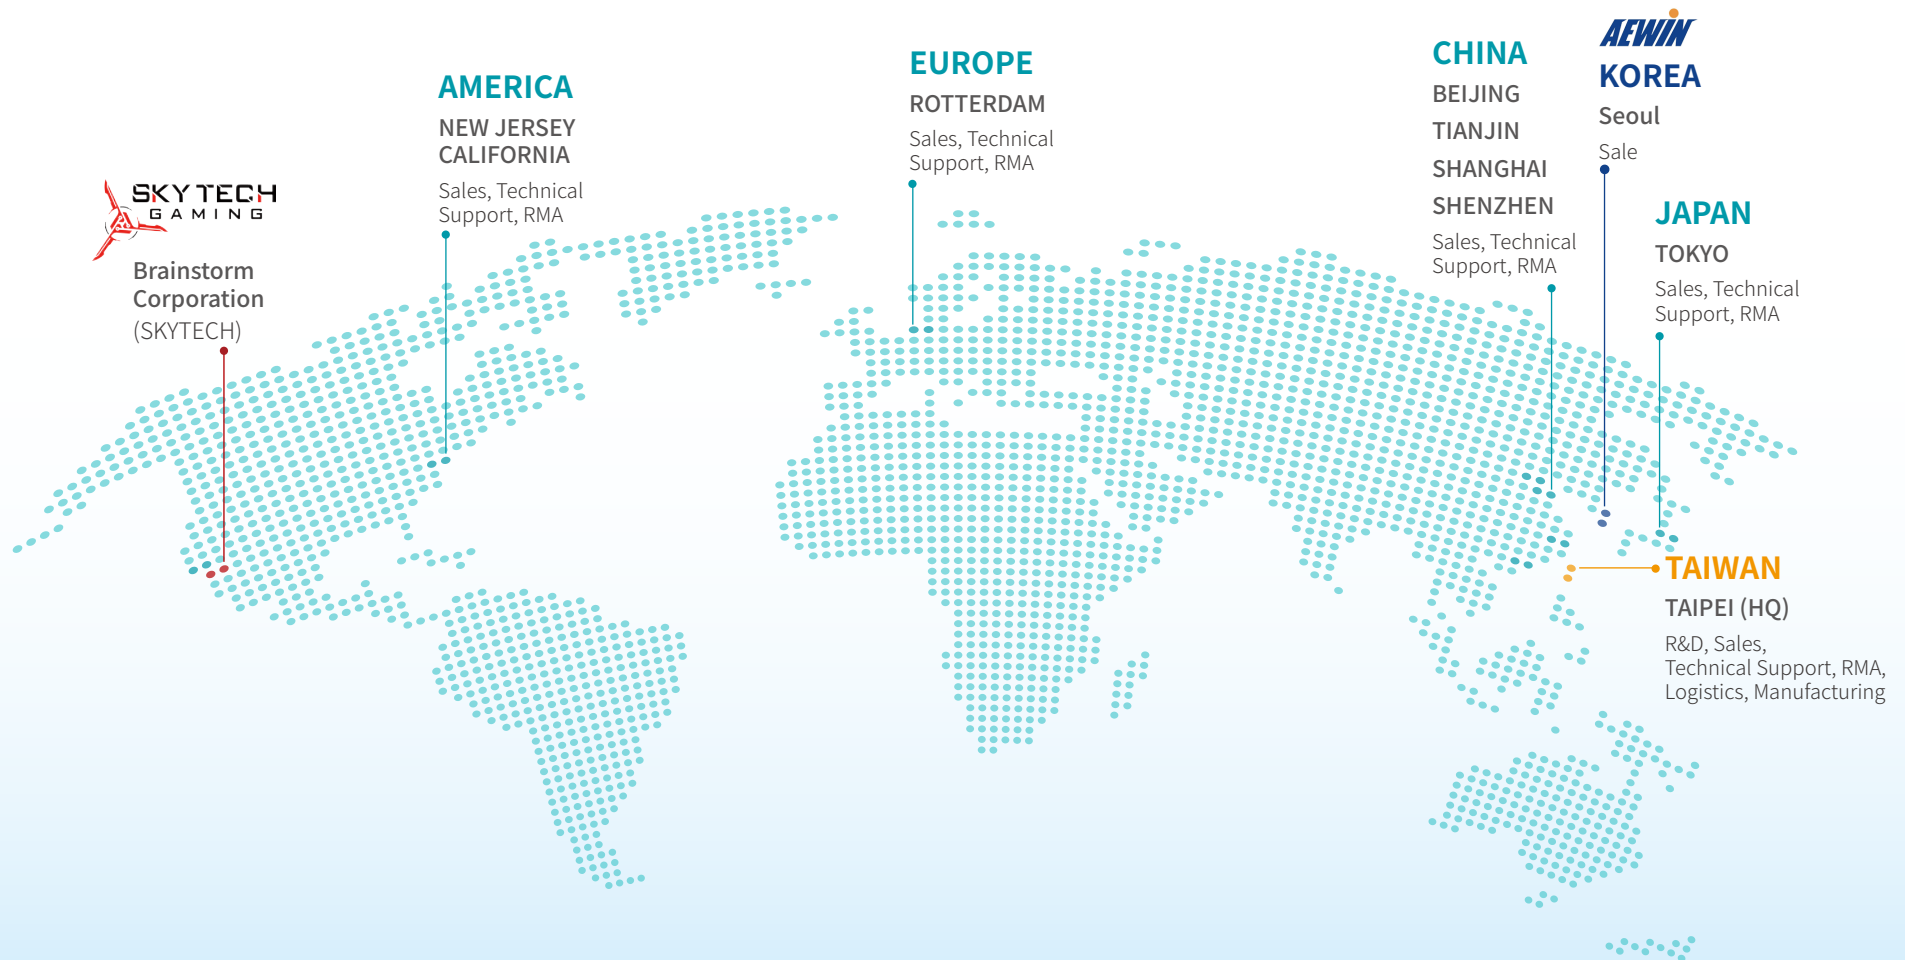 SKYTECH
GAMING
Brainstorm
Corporation
(SKYTECH)
AMERICA
NEW JERSEY
CALIFORNIA
Sales, Technical
Support, RMA
EUROPE
ROTTERDAM
Sales, Technical
Support, RMA
CHINA
BEIJING
TIANJIN
SHANGHAI
SHENZHEN
Sales, Technical
Support, RMA
AEWIN
KOREA
Seoul
Sale
JAPAN
TOKYO
Sales, Technical
Support, RMA
TAIWAN
TAIPEI (HQ)
R&D, Sales,
Technical Support, RMA,
Logistics, Manufacturing